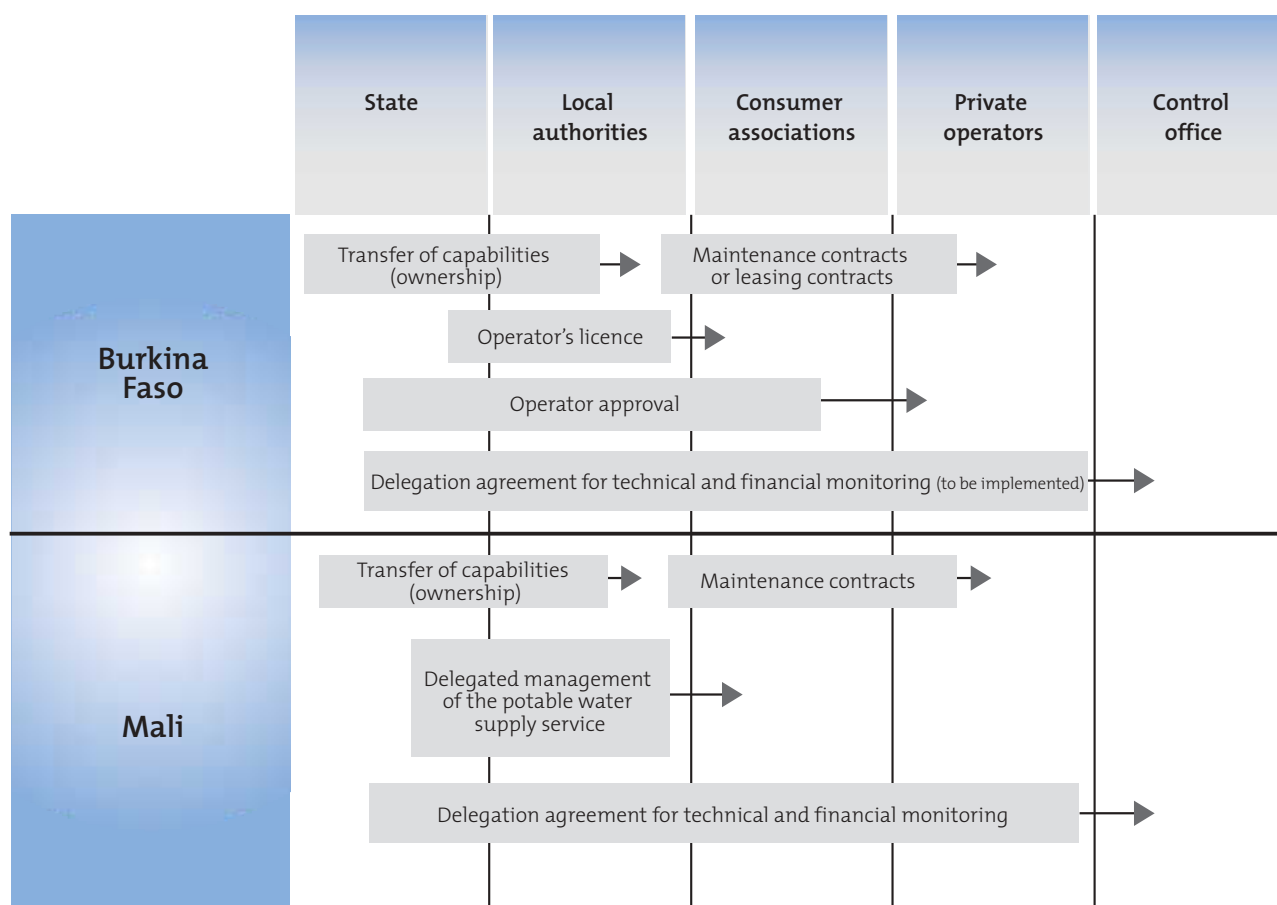 State
Local
authorities
Consumer
associations
Private
operators
Control
office
Burkina
Faso
Transfer of capabilities
(ownership)
Maintenance contracts
or leasing contracts
Operator’s licence
Operator approval
Delegation agreement for technical and financial monitoring (to be implemented)
Mali
Transfer of capabilities
(ownership)
Maintenance contracts
Delegated management
of the potable water
supply service
Delegation agreement for technical and financial monitoring